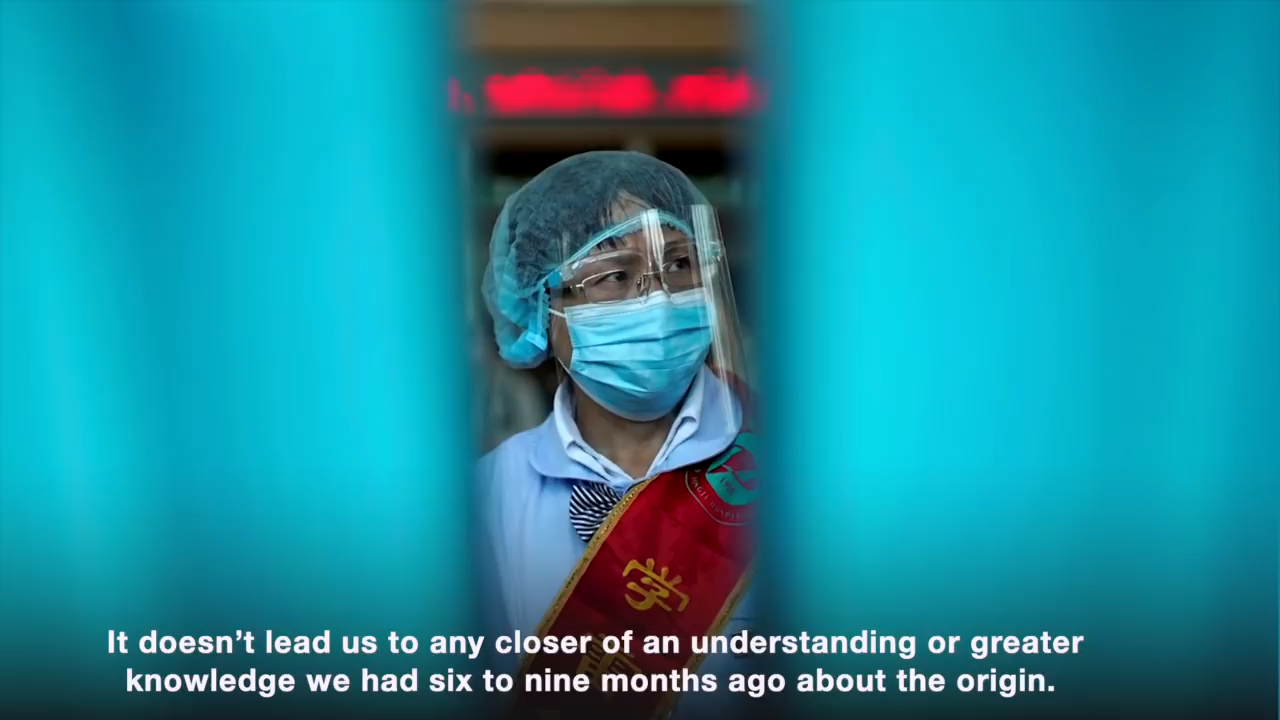 学
It doesn’t lead us to any closer of an understanding or greater
knowledge we had six to nine months ago about the origin.